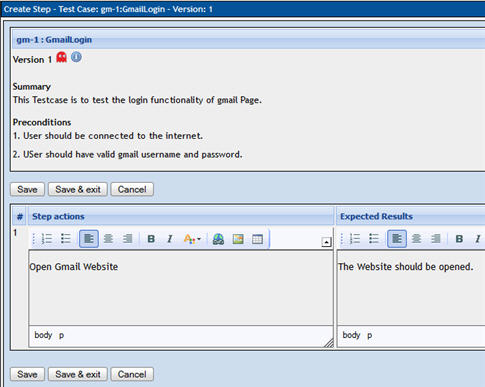 Create Step - Test Case: gm-1:GmailLogin - Version: 1
gm-1 : GmailLogin
Version 1
Summary
This Testcase is to test the login functionality of gmail Page.
Preconditions
1. User should be connected to the internet.
2. USer should have valid gmail username and password.
Save Save & exit Cancel
# Step actions Expected Results
1
B I A B I
Open Gmail Website The Website should be opened.
body p body p
Save Save & exit Cancel